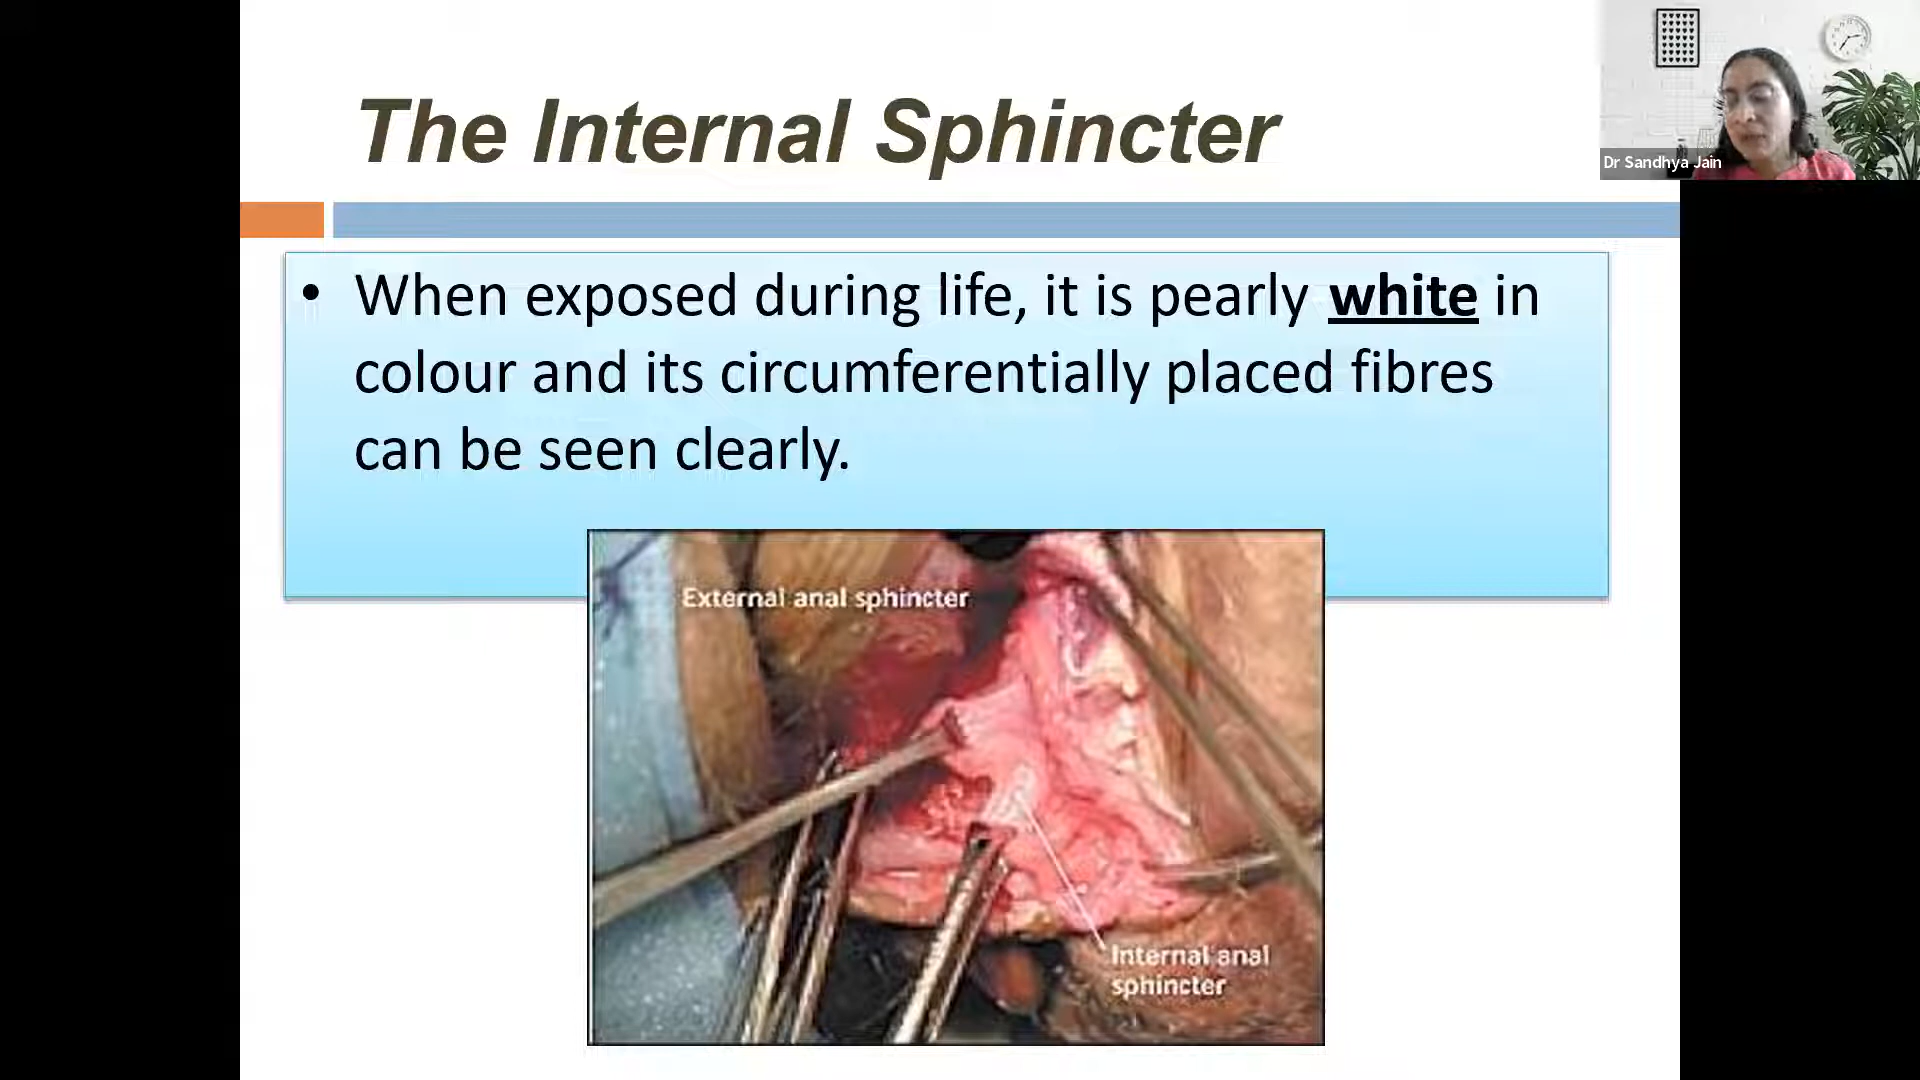 The Internal Sphincter
Dr Sandhya Jain
• When exposed during life, it is pearly white in
colour and its circumferentially placed fibres
can be seen clearly.
External anal sphincter
Internal anal
sphincter